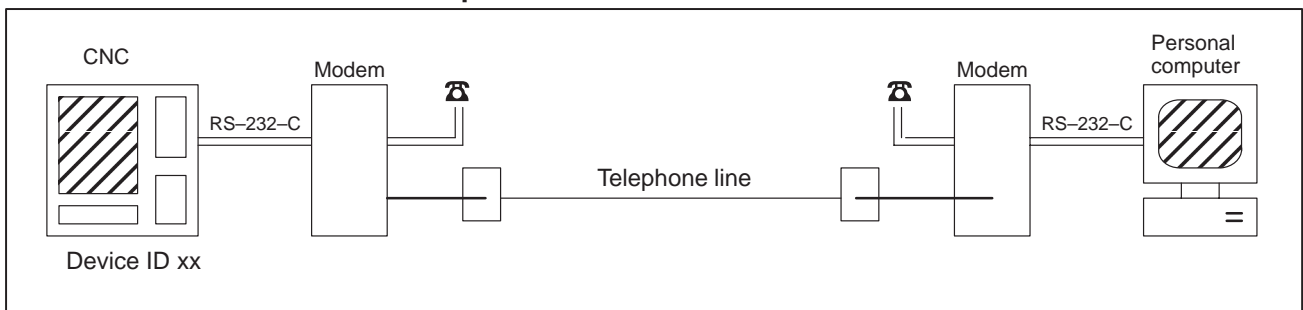 CNC
Modem
RS–232–C
Device ID xx
Telephone line
Modem
RS–232–C
Personal
computer